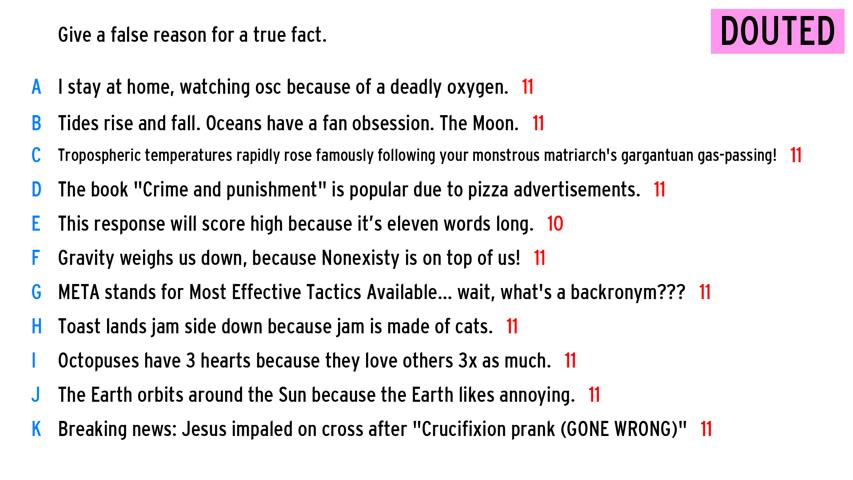 Give a false reason for a true fact.
DOUTED
A I stay at home, watching osc because of a deadly oxygen. 11
B Tides rise and fall. Oceans have a fan obsession. The Moon. 11
C Tropospheric temperatures rapidly rose famously following your monstrous matriarch's gargantuan gas-passing! 11
D The book "Crime and punishment" is popular due to pizza advertisements. 11
E This response will score high because it’s eleven words long. 10
F Gravity weighs us down, because Nonexisty is on top of us! 11
G META stands for Most Effective Tactics Available... wait, what's a backronym??? 11
H Toast lands jam side down because jam is made of cats. 11
I Octopuses have 3 hearts because they love others 3x as much. 11
J The Earth orbits around the Sun because the Earth likes annoying. 11
K Breaking news: Jesus impaled on cross after "Crucifixion prank (GONE WRONG)" 11